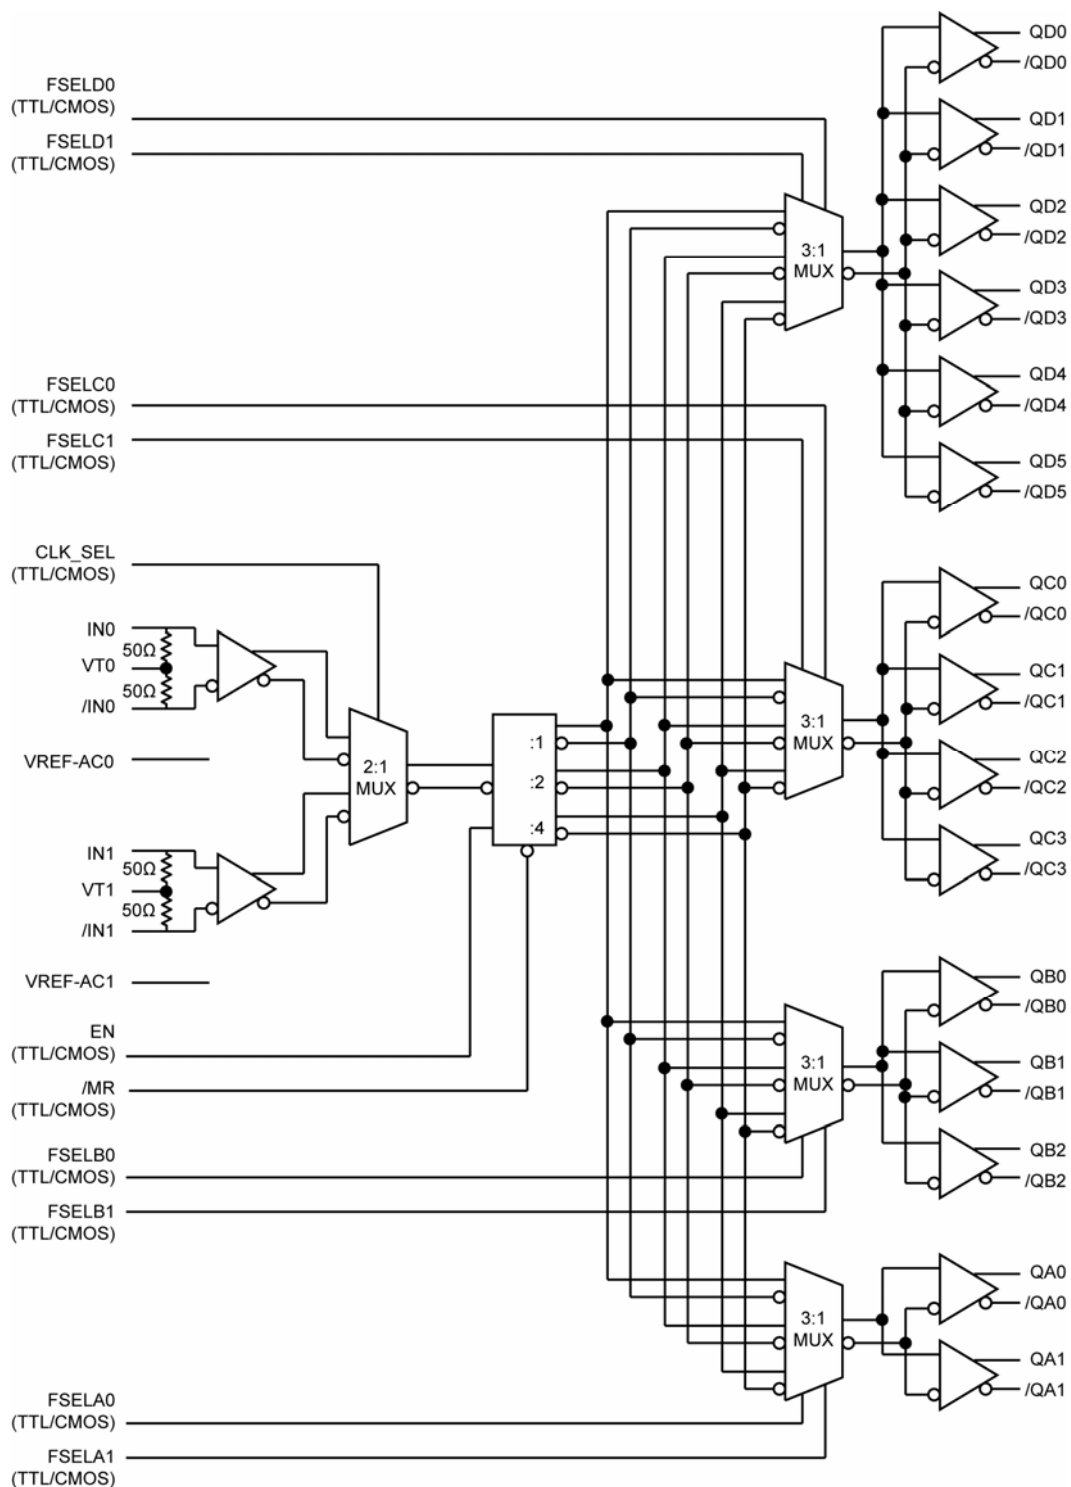 QD0
/QD0
FSELD0
(TTL/CMOS)
QD1
FSELD1
(TTL/CMOS)
/QD1
QD2
/QD2
3:1
MUX
QD3
/QD3
QD4
FSELC0
(TTL/CMOS)
/QD4
FSELC1
(TTL/CMOS)
QD5
/QD5
CLK_SEL
(TTL/CMOS)
QC0
/QC0
IN0
50Ω
VT0
50Ω
/IN0
QC1
/QC1
3:1
MUX
VREF-AC0
2:1
MUX
:1
:2
:4
QC2
/QC2
QC3
/QC3
IN1
50Ω
VT1
50Ω
/IN1
VREF-AC1
QB0
/QB0
EN
(TTL/CMOS)
3:1
MUX
QB1
/QB1
/MR
(TTL/CMOS)
FSELB0
(TTL/CMOS)
QB2
/QB2
FSELB1
(TTL/CMOS)
QA0
/QA0
3:1
MUX
QA1
/QA1
FSELA0
(TTL/CMOS)
FSELA1
(TTL/CMOS)